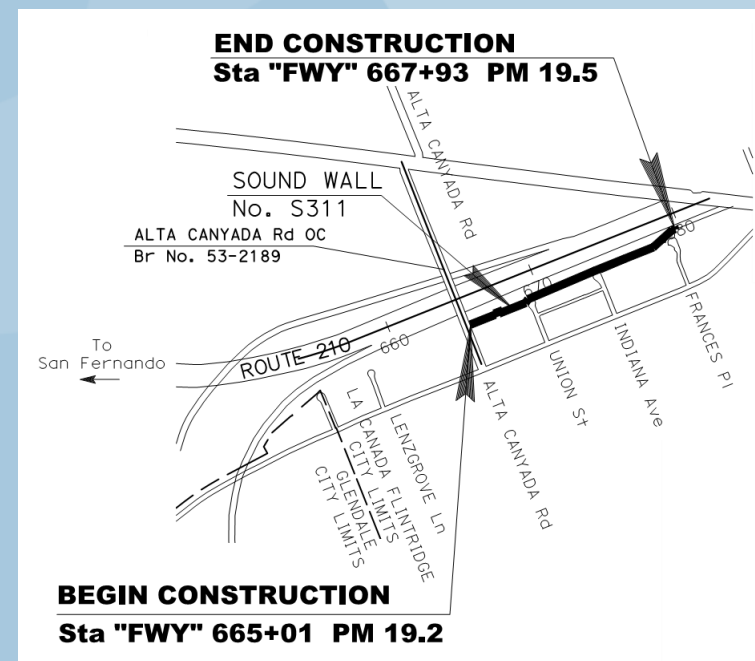 END CONSTRUCTION
Sta "FWY" 667+93 PM 19.5
ALTA CANYADA Rd
SOUND WALL
No. S311
ALTA CANYADA Rd OC
Br No. 53-2189
To
San Fernando
ROUTE 210
660
670
FRANCES Pl
INDIANA Ave
UNION St
ALTA CANYADA Rd
LENZGROVE Ln
LA CANADA FLINTRIDGE
CITY LIMITS
GLENDALE
CITY LIMITS
BEGIN CONSTRUCTION
Sta "FWY" 665+01 PM 19.2